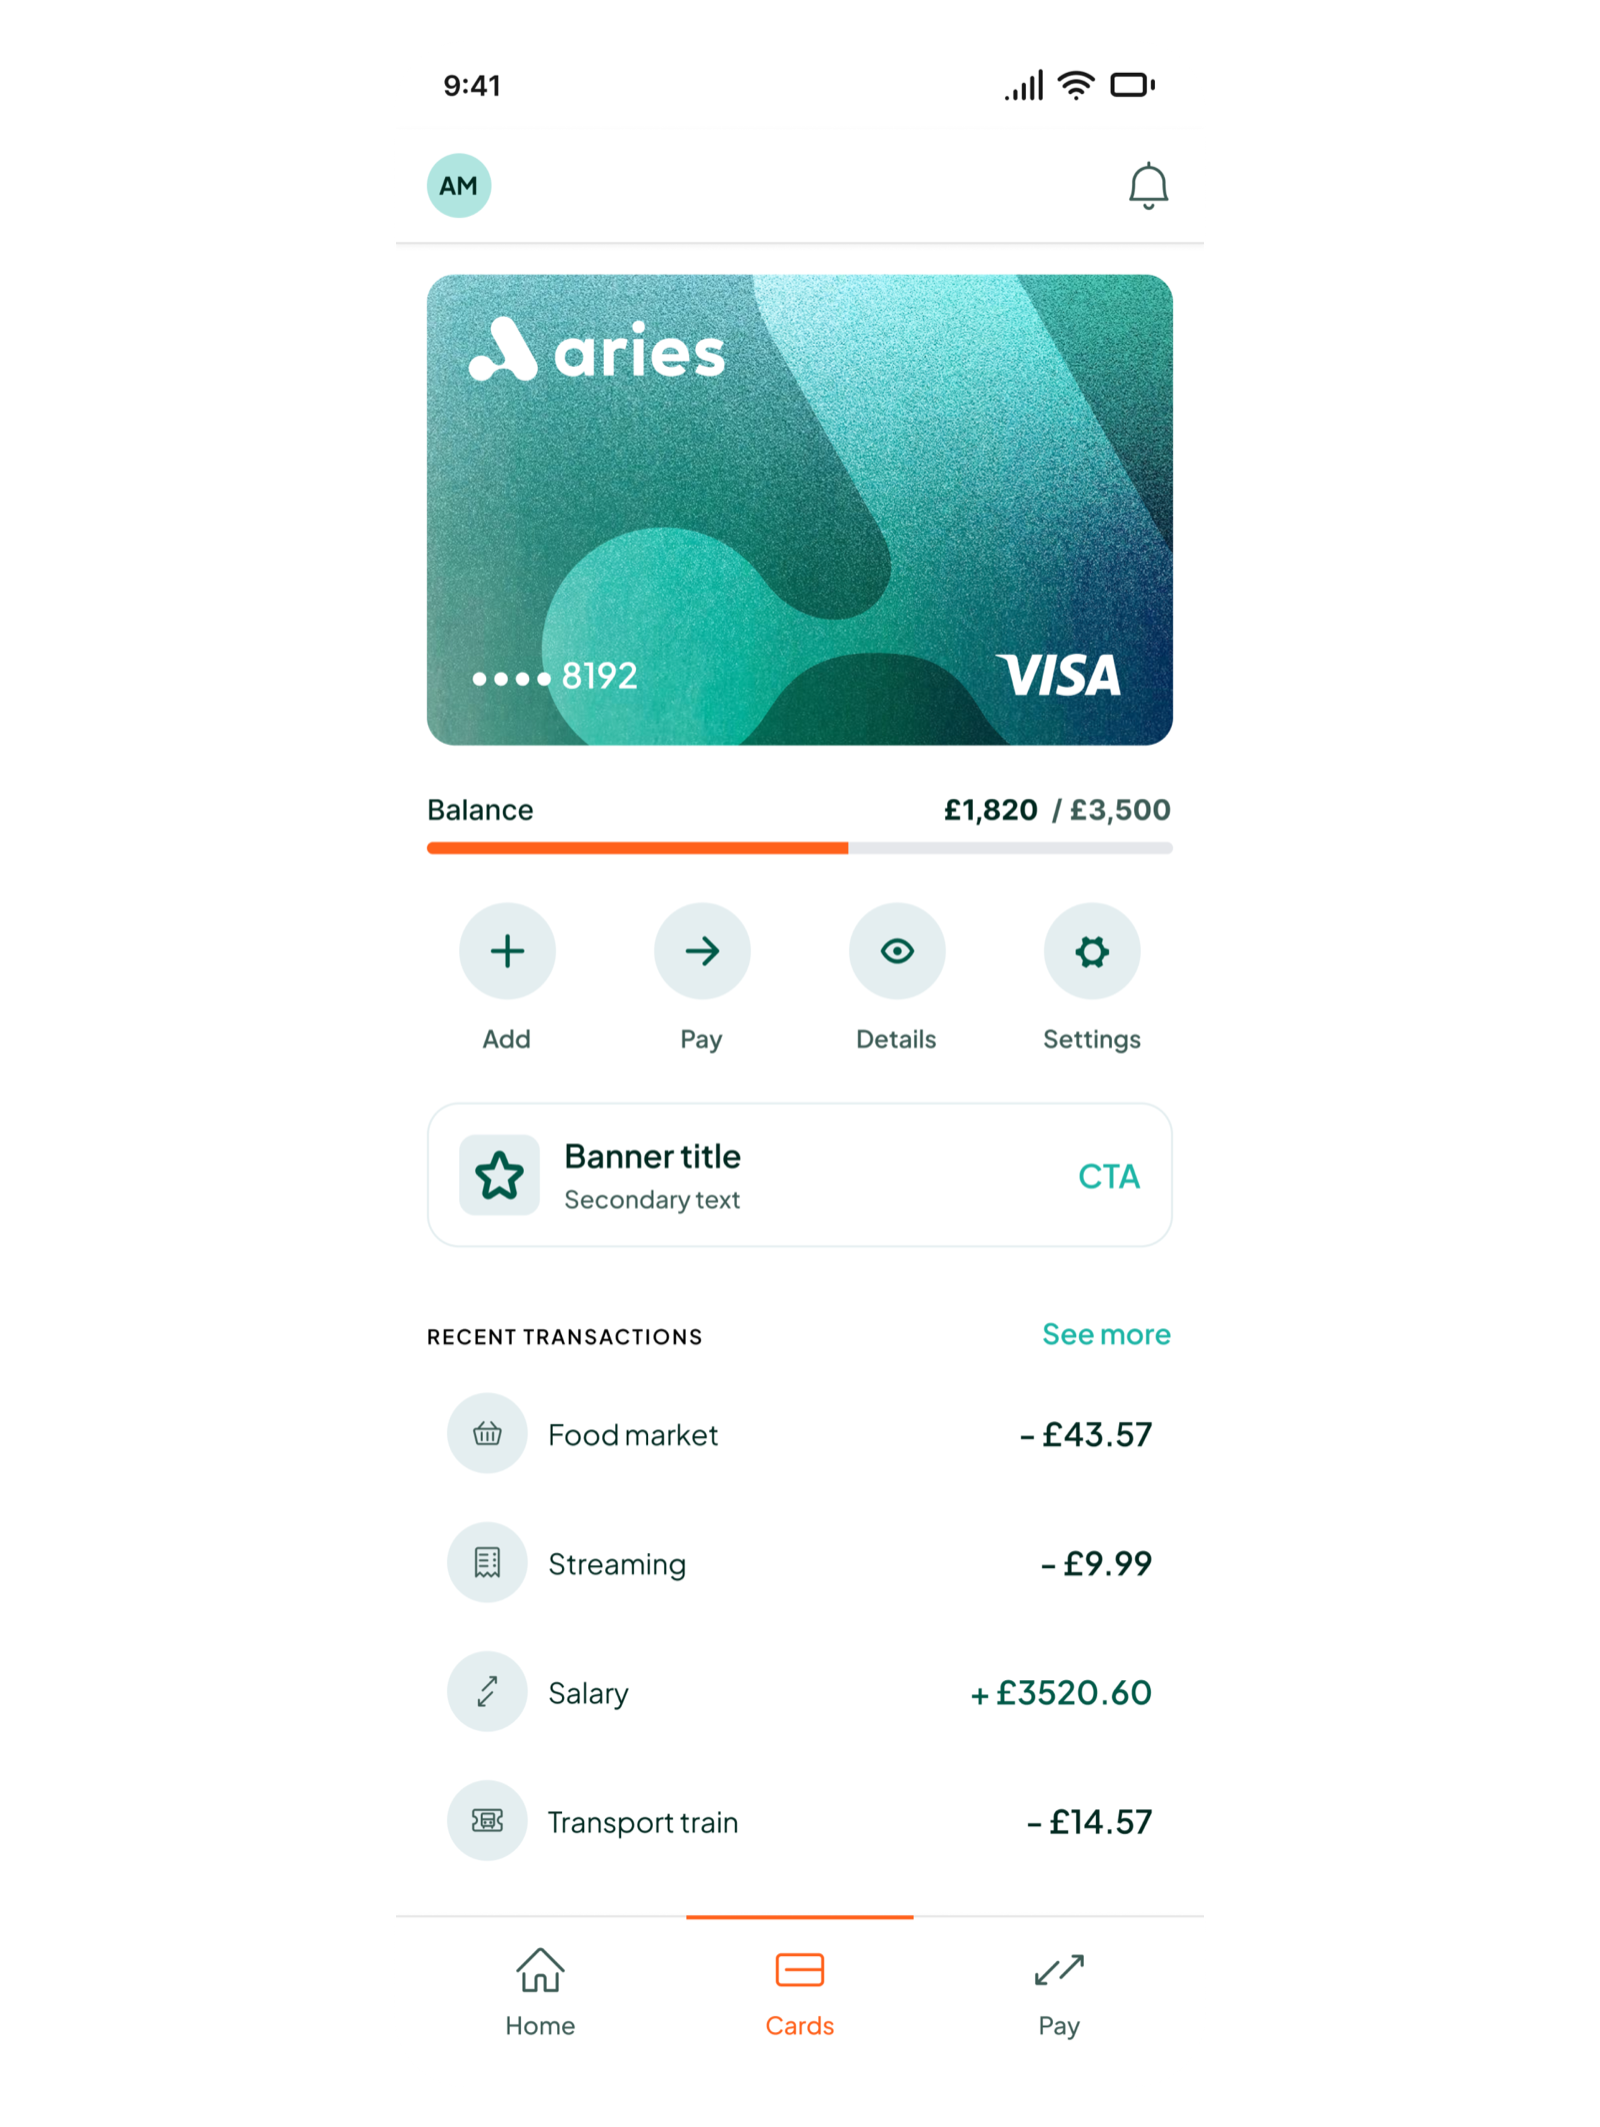 9:41
AM
aries
•••• 8192
VISA
Balance
£1,820 / £3,500
Add
Pay
Details
Settings
Banner title
Secondary text
CTA
RECENT TRANSACTIONS
See more
Food market
- £43.57
Streaming
- £9.99
Salary
+ £3520.60
Transport train
- £14.57
Home
Cards
Pay